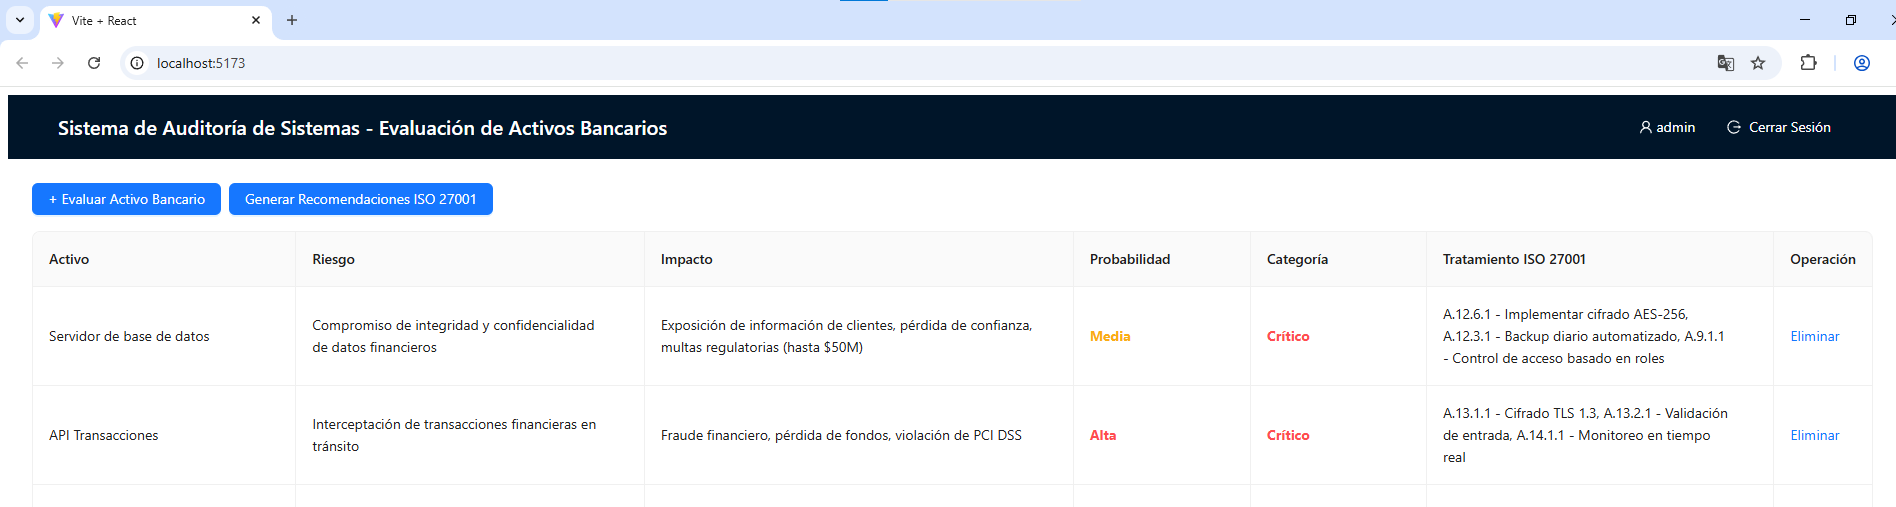 Vite + React
localhost:5173
Sistema de Auditoría de Sistemas - Evaluación de Activos Bancarios
admin
Cerrar Sesión
+ Evaluar Activo Bancario
Generar Recomendaciones ISO 27001
Activo
Riesgo
Impacto
Probabilidad
Categoría
Tratamiento ISO 27001
Operación
Servidor de base de datos
Compromiso de integridad y confidencialidad
de datos financieros
Exposición de información de clientes, pérdida de confianza,
multas regulatorias (hasta $50M)
Media
Crítico
A.12.6.1 - Implementar cifrado AES-256,
A.12.3.1 - Backup diario automatizado, A.9.1.1
- Control de acceso basado en roles
Eliminar
API Transacciones
Interceptación de transacciones financieras en
tránsito
Fraude financiero, pérdida de fondos, violación de PCI DSS
Alta
Crítico
A.13.1.1 - Cifrado TLS 1.3, A.13.2.1 - Validación
de entrada, A.14.1.1 - Monitoreo en tiempo
real
Eliminar